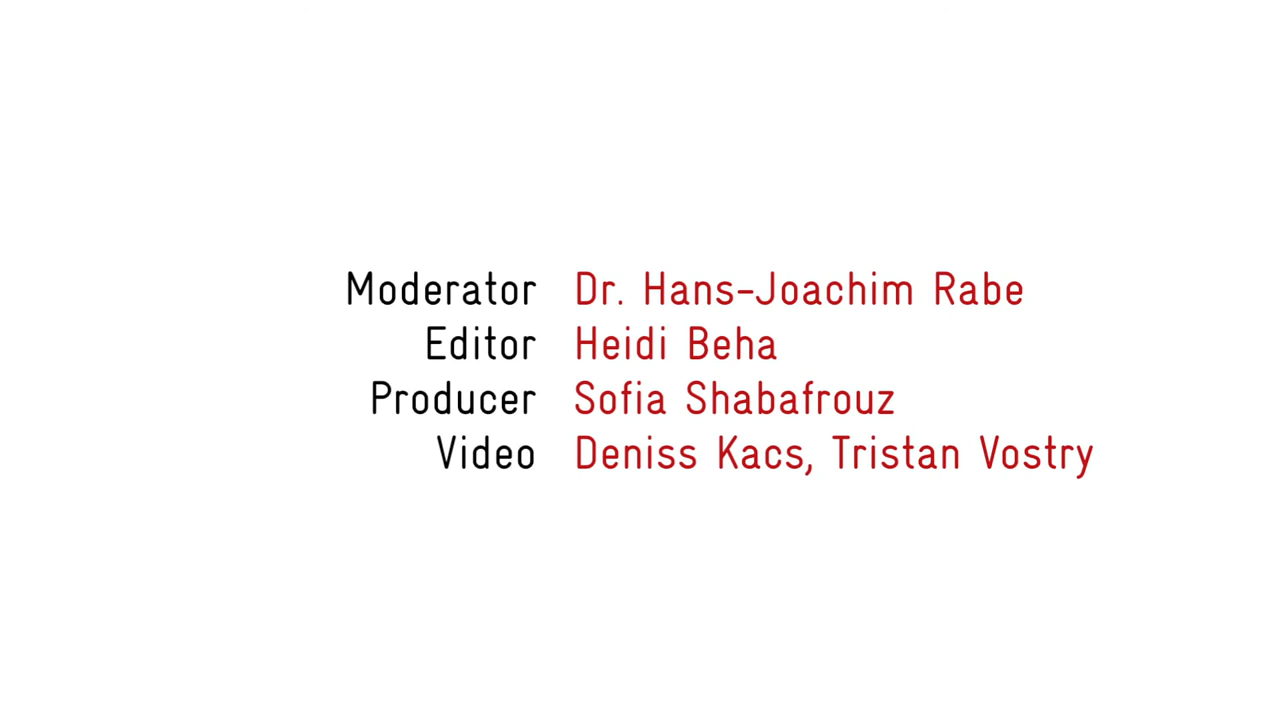 Moderator Dr. Hans-Joachim Rabe
Editor Heidi Beha
Producer Sofia Shabafrouz
Video Deniss Kacs, Tristan Vostry